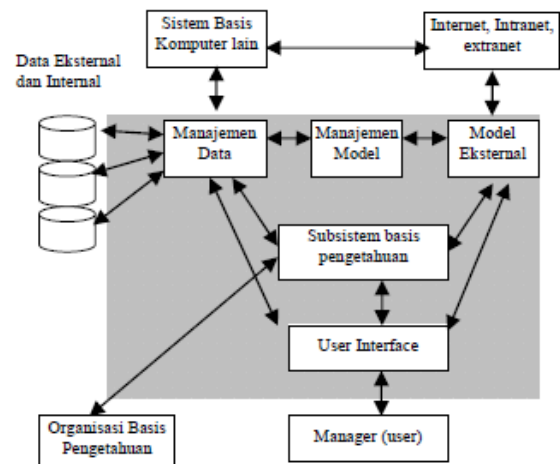 Sistem Basis
Komputer lain
Internet, Intranet,
extranet
Data Eksternal
dan Internal
Manajemen
Data
Manajemen
Model
Model
Eksternal
Subsistem basis
pengetahuan
User Interface
Organisasi Basis
Pengetahuan
Manager (user)